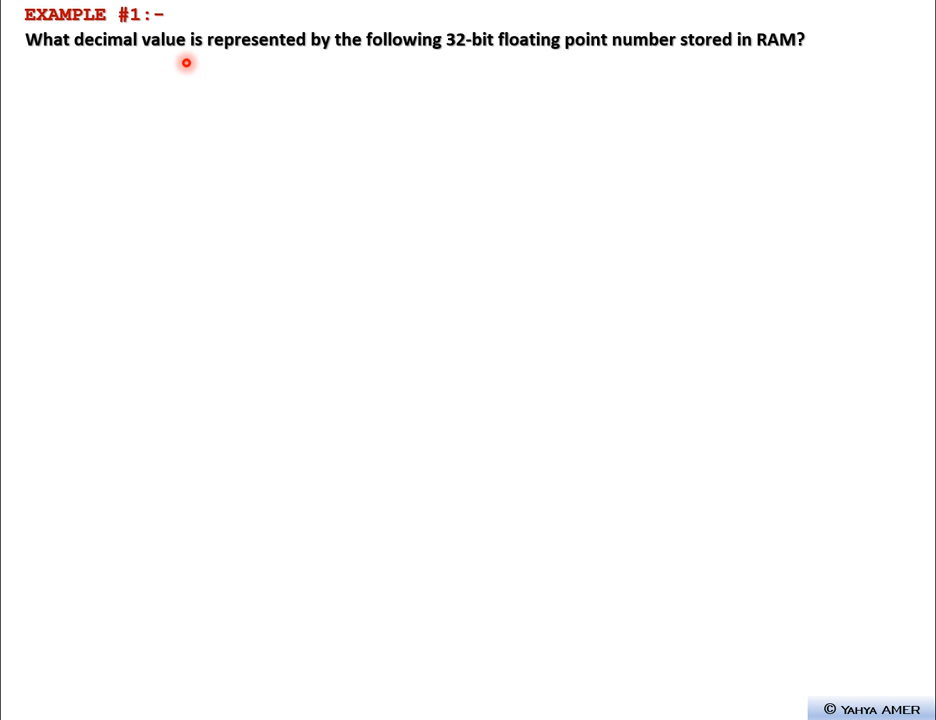 EXAMPLE #1:-
What decimal value is represented by the following 32-bit floating point number stored in RAM?
© YAHYA AMER